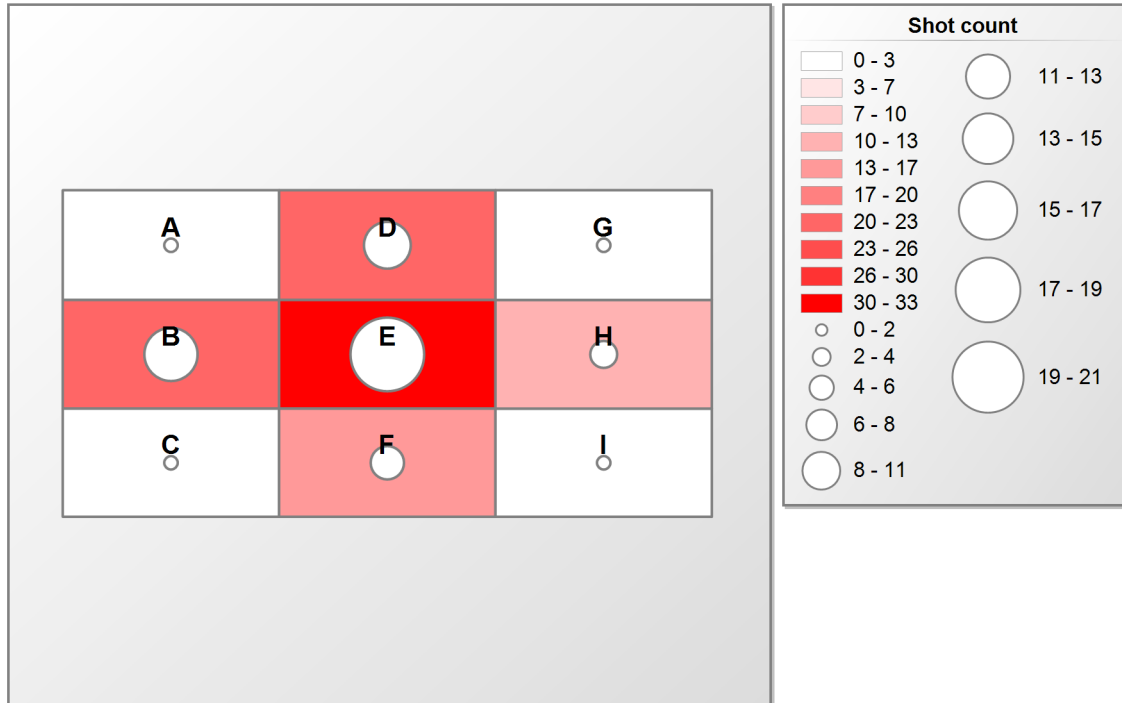 Shot count
0 - 3
3 - 7
7 - 10
10 - 13
13 - 17
17 - 20
20 - 23
23 - 26
26 - 30
30 - 33
0 - 2
2 - 4
4 - 6
6 - 8
8 - 11
11 - 13
13 - 15
15 - 17
17 - 19
19 - 21
A D G
B E H
C F I